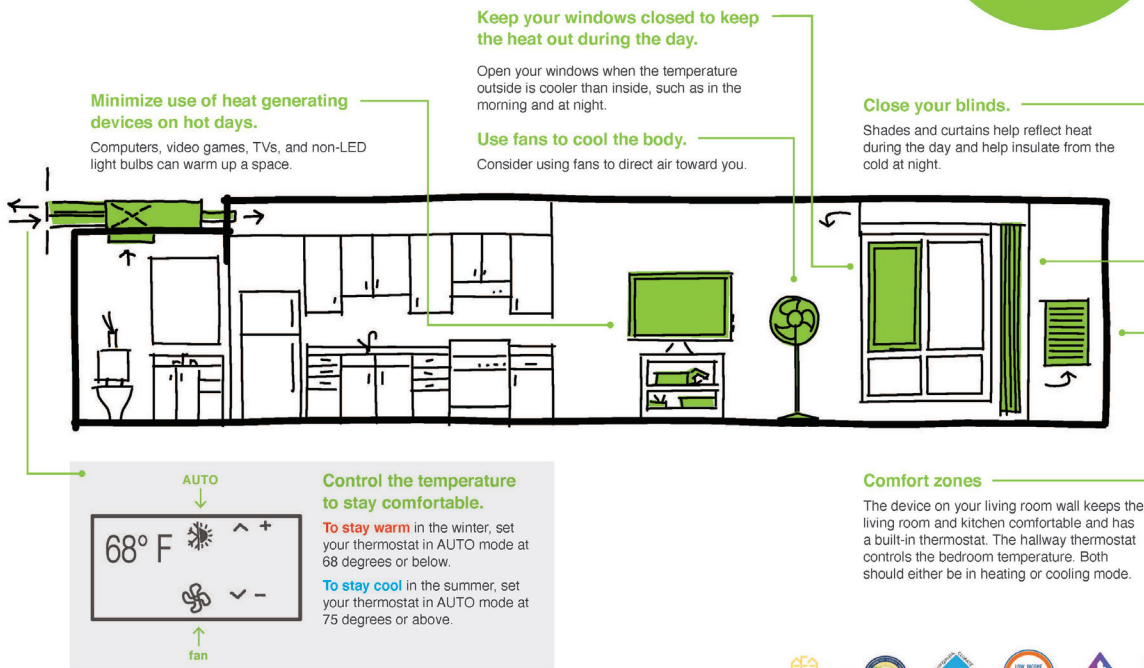 Keep your windows closed to keep
the heat out during the day.
Open your windows when the temperature
outside is cooler than inside, such as in the
morning and at night.
Minimize use of heat generating
devices on hot days.
Computers, video games, TVs, and non-LED
light bulbs can warm up a space.
Use fans to cool the body.
Consider using fans to direct air toward you.
Close your blinds.
Shades and curtains help reflect heat
during the day and help insulate from the
cold at night.
AUTO
68° F
+
−
fan
Control the temperature
to stay comfortable.
To stay warm in the winter, set
your thermostat in AUTO mode at
68 degrees or below.
To stay cool in the summer, set
your thermostat in AUTO mode at
75 degrees or above.
Comfort zones
The device on your living room wall keeps the
living room and kitchen comfortable and has
a built-in thermostat. The hallway thermostat
controls the bedroom temperature. Both
should either be in heating or cooling mode.
LOW INCOME